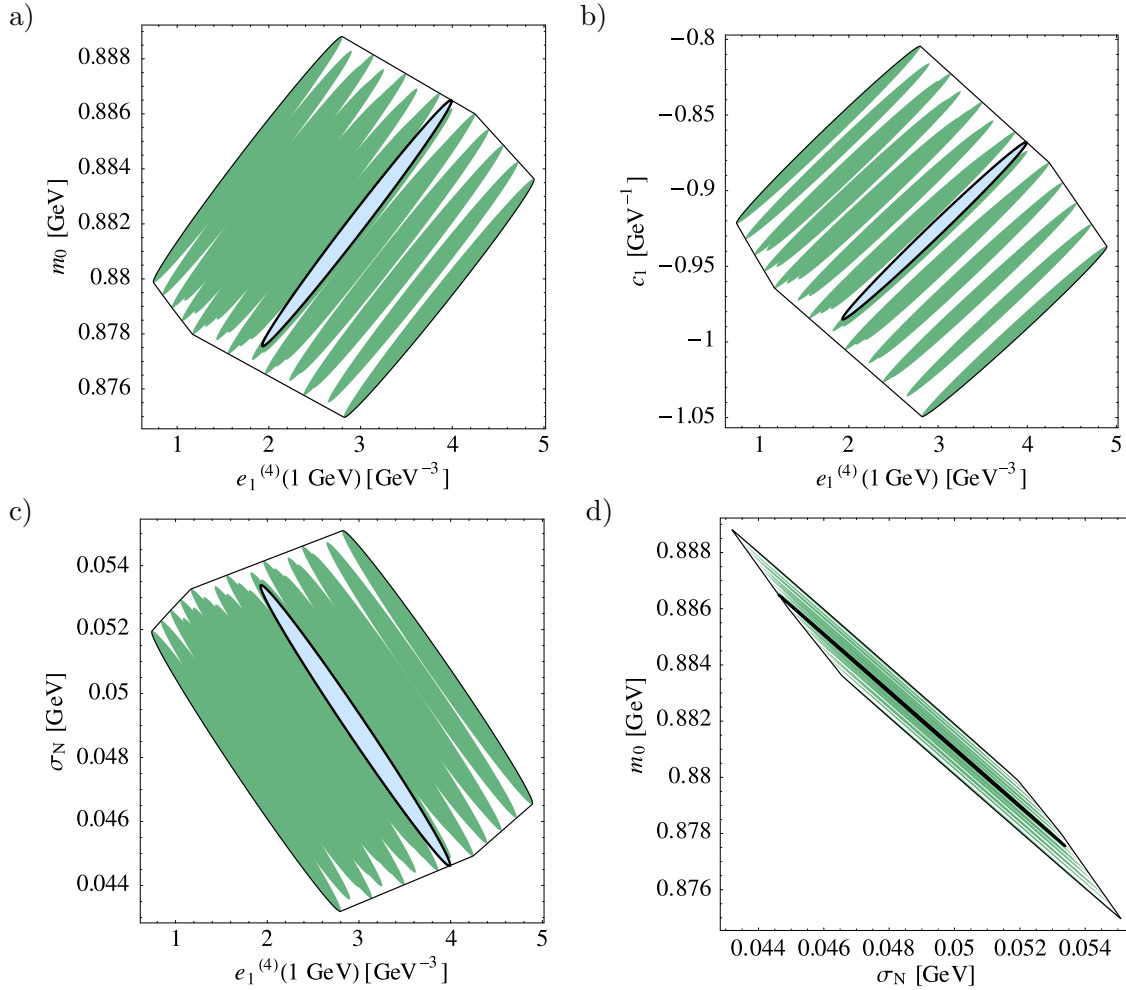 a)
0.888
0.886
0.884
0.882
0.88
0.878
0.876
m₀ [GeV]
1 2 3 4 5
e₁⁽⁴⁾(1 GeV) [GeV⁻³]
b)
−0.8
−0.85
−0.9
−0.95
−1
−1.05
c₁ [GeV⁻¹]
1 2 3 4 5
e₁⁽⁴⁾(1 GeV) [GeV⁻³]
c)
0.054
0.052
0.05
0.048
0.046
0.044
σ_N [GeV]
1 2 3 4 5
e₁⁽⁴⁾(1 GeV) [GeV⁻³]
d)
0.888
0.886
0.884
0.882
0.88
0.878
0.876
m₀ [GeV]
0.044 0.046 0.048 0.05 0.052 0.054
σ_N [GeV]